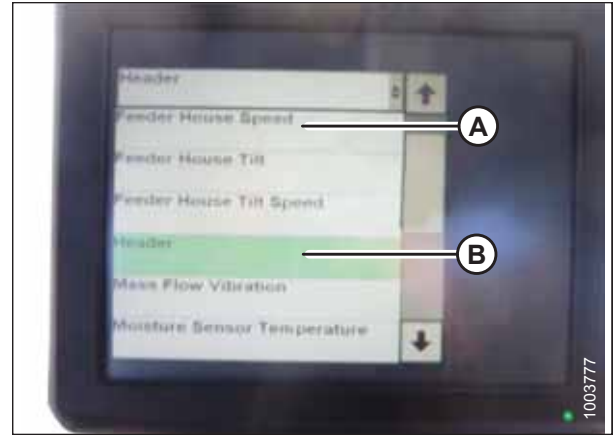 Header
Feeder House Speed
A
Feeder House Tilt
Feeder House Tilt Speed
Header
B
Mass Flow Vibration
Moisture Sensor Temperature
1003777